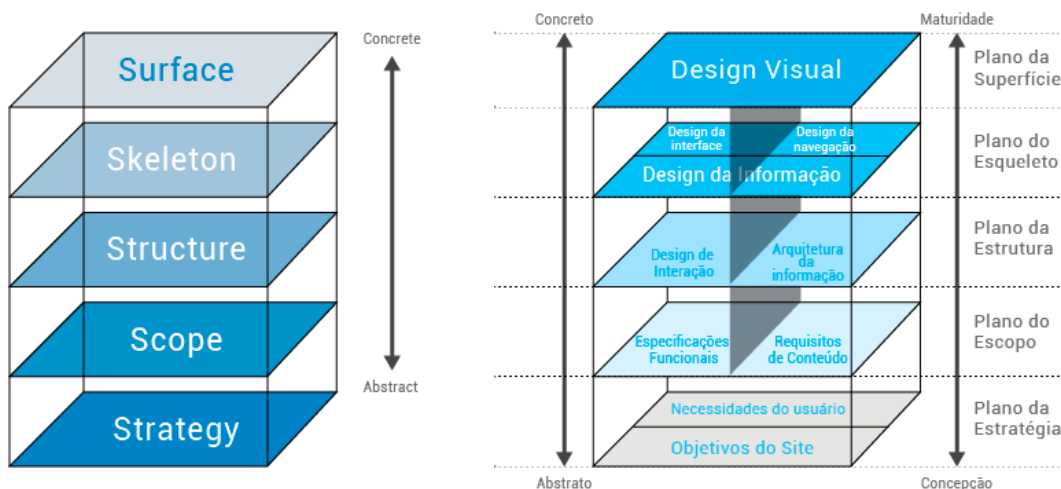 Surface
Skeleton
Structure
Scope
Strategy
Concrete
Abstract
Concreto
Abstrato
Design Visual
Design da
interface
Design da
navegação
Design da Informação
Design de
Interação
Arquitetura
da
informação
Especificações
Funcionais
Requisitos
de Conteúdo
Necessidades do usuário
Objetivos do Site
Maturidade
Concepção
Plano da
Superfície
Plano do
Esqueleto
Plano da
Estrutura
Plano do
Escopo
Plano da
Estratégia